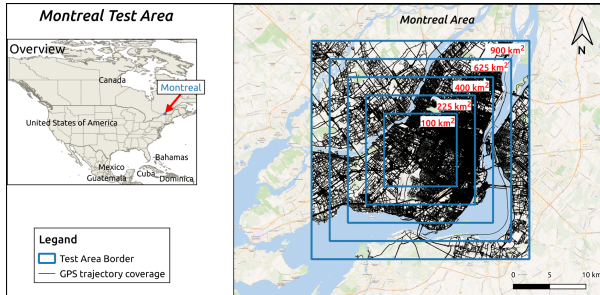 Montreal Test Area
Overview
Canada
Montreal
United States of America
Mexico
Bahamas
Cuba
Guatemala
Dominica
Legand
Test Area Border
GPS trajectory coverage
Montreal Area
N
900 km²
625 km²
400 km²
225 km²
100 km²
0 5 10 km